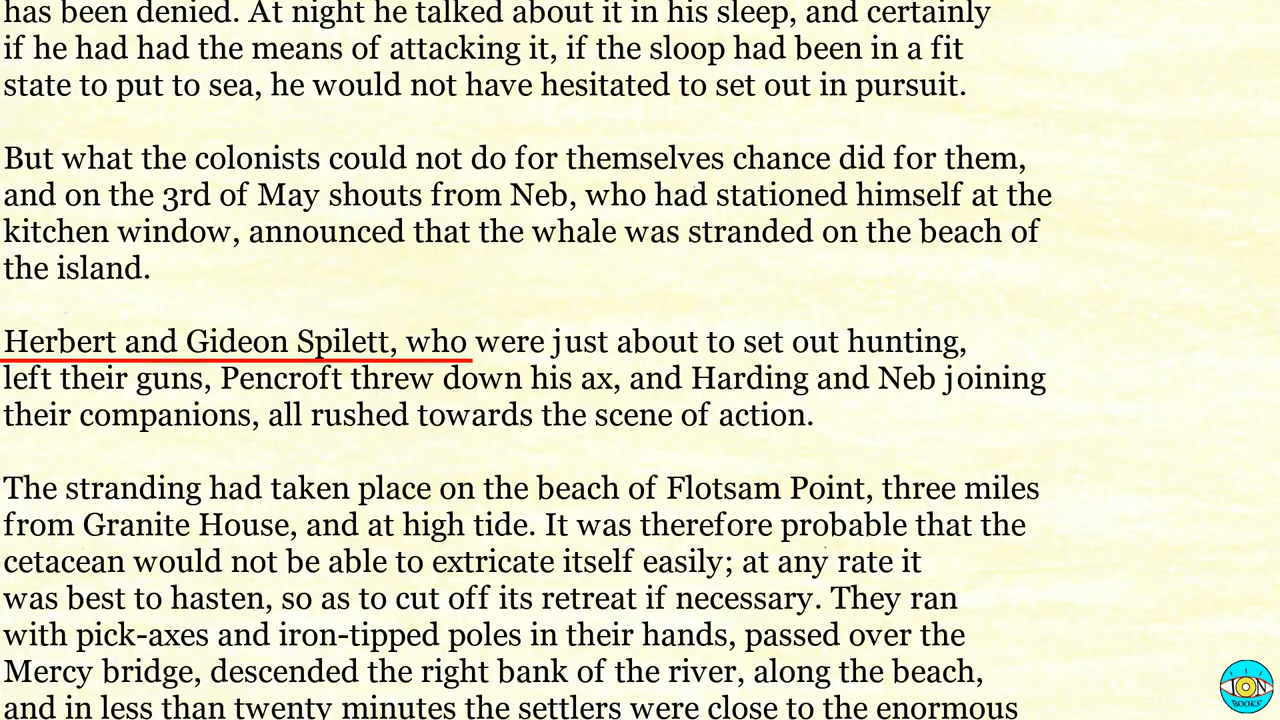 has been denied. At night he talked about it in his sleep, and certainly
if he had had the means of attacking it, if the sloop had been in a fit
state to put to sea, he would not have hesitated to set out in pursuit.
But what the colonists could not do for themselves chance did for them,
and on the 3rd of May shouts from Neb, who had stationed himself at the
kitchen window, announced that the whale was stranded on the beach of
the island.
Herbert and Gideon Spilett, who were just about to set out hunting,
left their guns, Pencroft threw down his ax, and Harding and Neb joining
their companions, all rushed towards the scene of action.
The stranding had taken place on the beach of Flotsam Point, three miles
from Granite House, and at high tide. It was therefore probable that the
cetacean would not be able to extricate itself easily; at any rate it
was best to hasten, so as to cut off its retreat if necessary. They ran
with pick-axes and iron-tipped poles in their hands, passed over the
Mercy bridge, descended the right bank of the river, along the beach,
and in less than twenty minutes the settlers were close to the enormous
ION
BOOKS